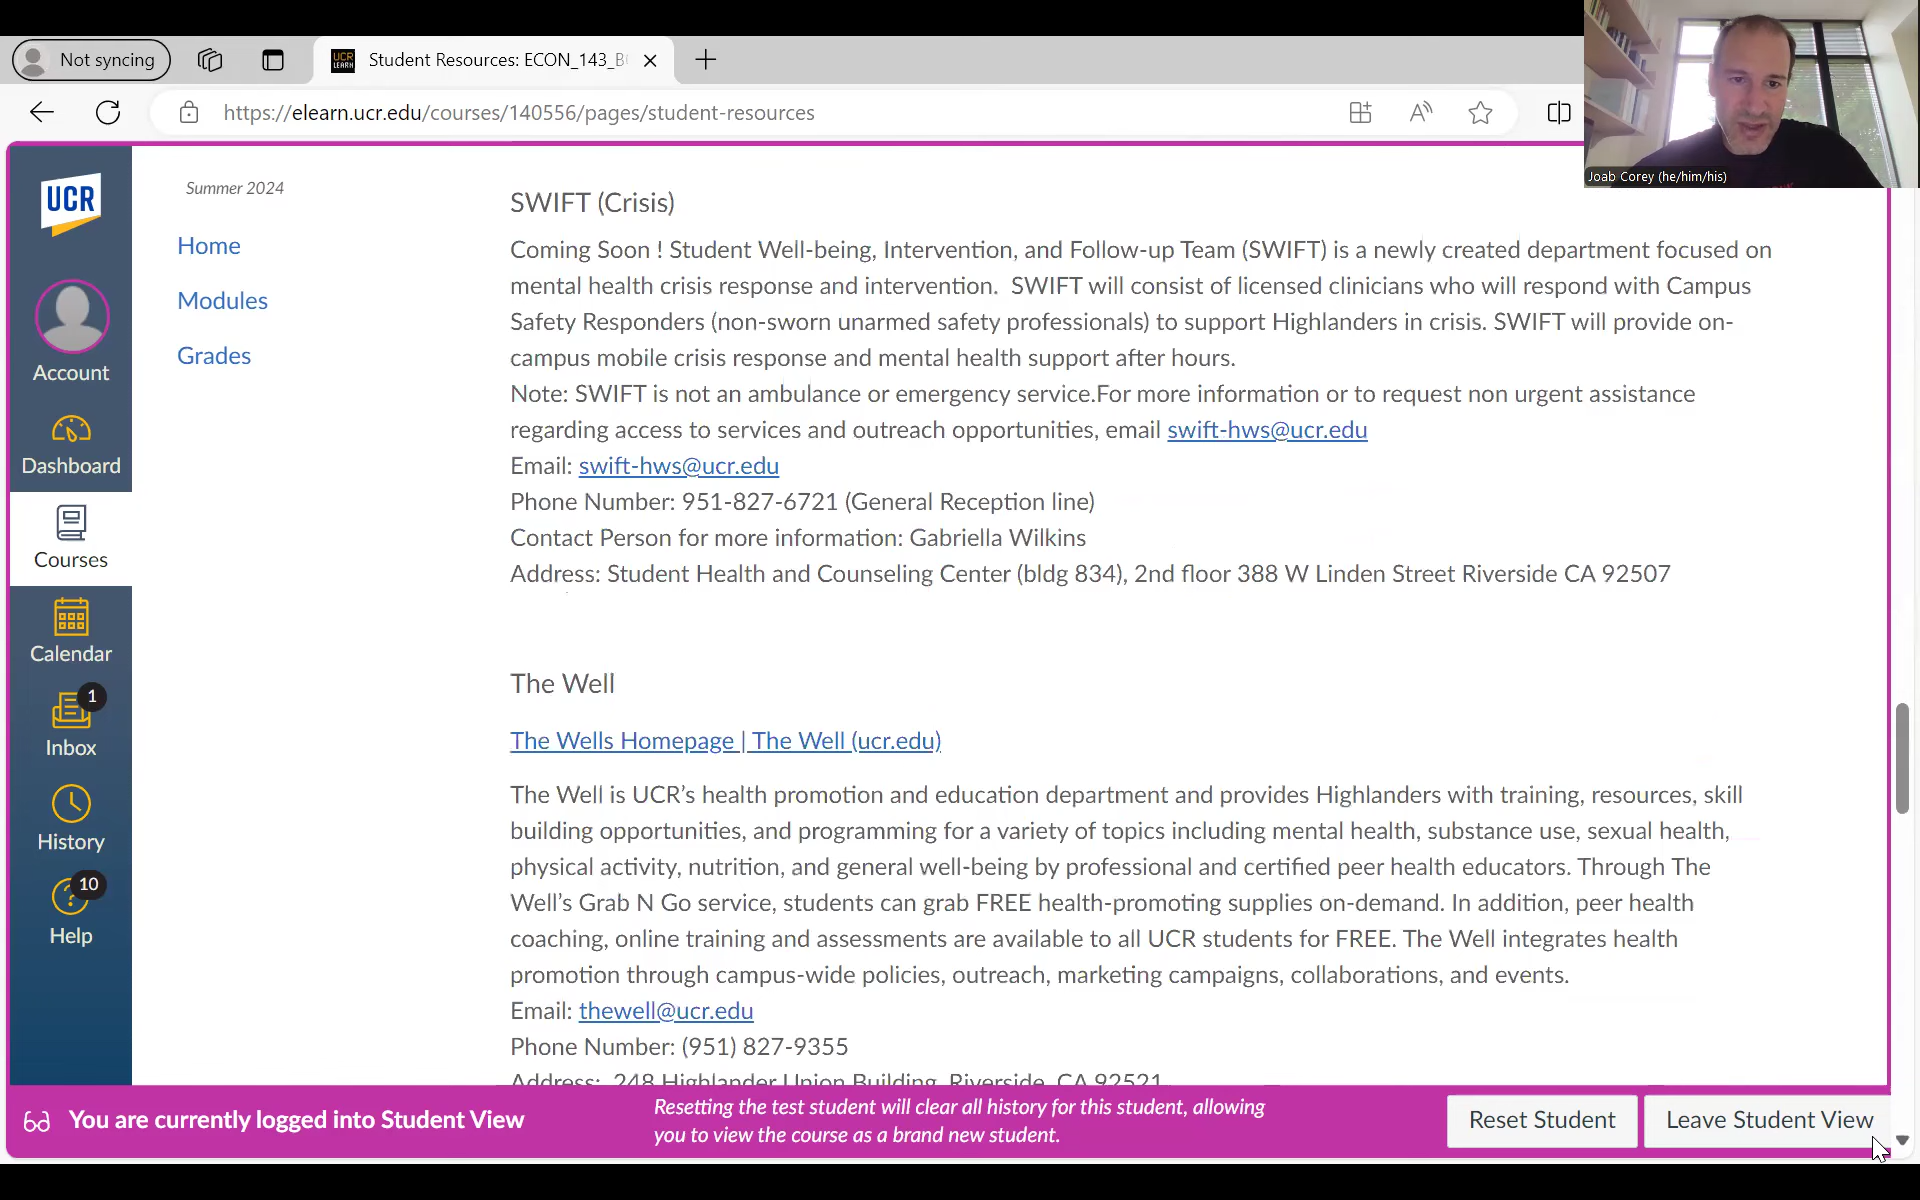 Not syncing
Student Resources: ECON_143_B
https://elearn.ucr.edu/courses/140556/pages/student-resources
Joab Corey (he/him/his)
UCR
Account
Dashboard
Courses
Calendar
1
Inbox
History
10
Help
Summer 2024
Home
Modules
Grades
SWIFT (Crisis)
Coming Soon ! Student Well-being, Intervention, and Follow-up Team (SWIFT) is a newly created department focused on
mental health crisis response and intervention.  SWIFT will consist of licensed clinicians who will respond with Campus
Safety Responders (non-sworn unarmed safety professionals) to support Highlanders in crisis. SWIFT will provide on-
campus mobile crisis response and mental health support after hours.
Note: SWIFT is not an ambulance or emergency service.For more information or to request non urgent assistance
regarding access to services and outreach opportunities, email swift-hws@ucr.edu
Email: swift-hws@ucr.edu
Phone Number: 951-827-6721 (General Reception line)
Contact Person for more information: Gabriella Wilkins
Address: Student Health and Counseling Center (bldg 834), 2nd floor 388 W Linden Street Riverside CA 92507
The Well
The Wells Homepage | The Well (ucr.edu)
The Well is UCR’s health promotion and education department and provides Highlanders with training, resources, skill
building opportunities, and programming for a variety of topics including mental health, substance use, sexual health,
physical activity, nutrition, and general well-being by professional and certified peer health educators. Through The
Well’s Grab N Go service, students can grab FREE health-promoting supplies on-demand. In addition, peer health
coaching, online training and assessments are available to all UCR students for FREE. The Well integrates health
promotion through campus-wide policies, outreach, marketing campaigns, collaborations, and events.
Email: thewell@ucr.edu
Phone Number: (951) 827-9355
Address:  248 Highlander Union Building, Riverside, CA 92521
You are currently logged into Student View
Resetting the test student will clear all history for this student, allowing
you to view the course as a brand new student.
Reset Student
Leave Student View